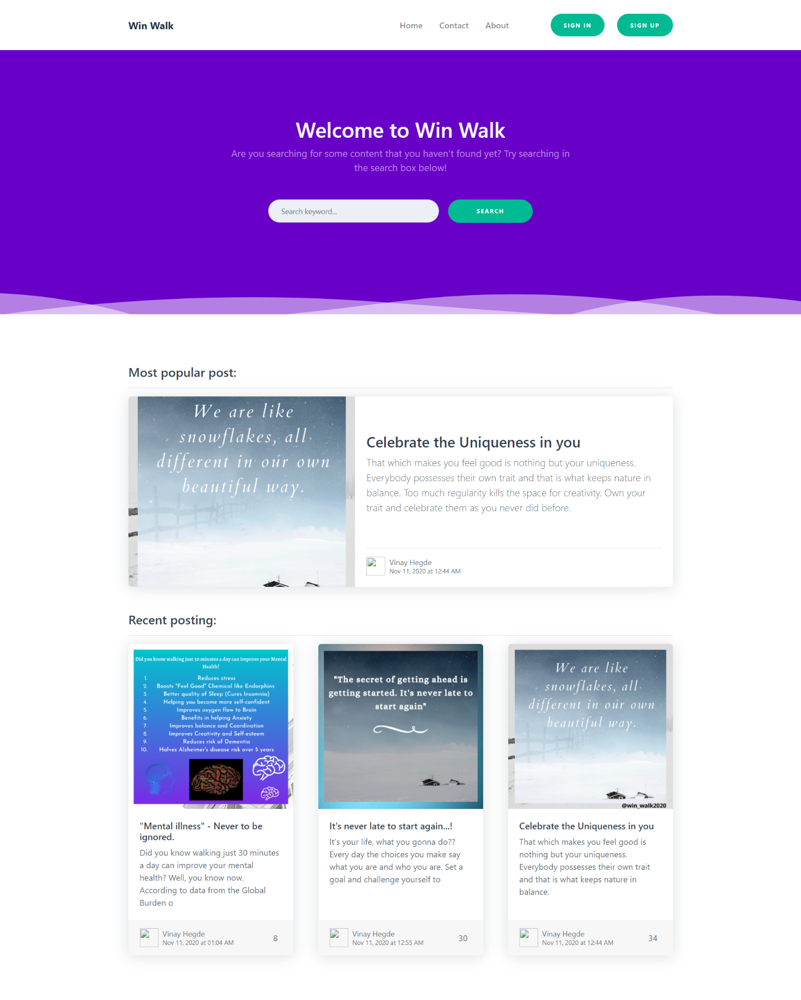 Win Walk
Home
Contact
About
SIGN IN
SIGN UP
Welcome to Win Walk
Are you searching for some content that you haven't found yet? Try searching in
the search box below!
Search keyword...
SEARCH
Most popular post:
We are like
snowflakes, all
different in our own
beautiful way.
Celebrate the Uniqueness in you
That which makes you feel good is nothing but your uniqueness.
Everybody possesses their own trait and that is what keeps nature in
balance. Too much regularity kills the space for creativity. Own your
trait and celebrate them as you never did before.
Vinay Hegde
Nov 11, 2020 at 12:44 AM
Recent posting:
Did you know walking just 30 minutes a day can improve your Mental
Health?
1. Reduces stress
2. Boosts "Feel Good" Chemical like Endorphins
3. Better quality of Sleep (Cures Insomnia)
4. Helping you become more self-confident
5. Improves oxygen flow to Brain
6. Benefits in helping Anxiety
7. Improves balance and Coordination
8. Improves Creativity and Self-esteem
9. Reduces risk of Dementia
10. Halves Alzheimer's disease risk over 5 years
"Mental illness" - Never to be
ignored.
Did you know walking just 30 minutes
a day can improve your mental
health? Well, you know now.
According to data from the Global
Burden o
Vinay Hegde
Nov 11, 2020 at 01:04 AM
8
"The secret of getting ahead is
getting started. It's never late to
start again"
It's never late to start again...!
It's your life, what you gonna do??
Every day the choices you make say
what you are and who you are. Set a
goal and challenge yourself to
Vinay Hegde
Nov 11, 2020 at 12:55 AM
30
We are like
snowflakes, all
different in our own
beautiful way.
@win_walk2020
Celebrate the Uniqueness in you
That which makes you feel good is
nothing but your uniqueness.
Everybody possesses their own trait
and that is what keeps nature in
balance.
Vinay Hegde
Nov 11, 2020 at 12:44 AM
34